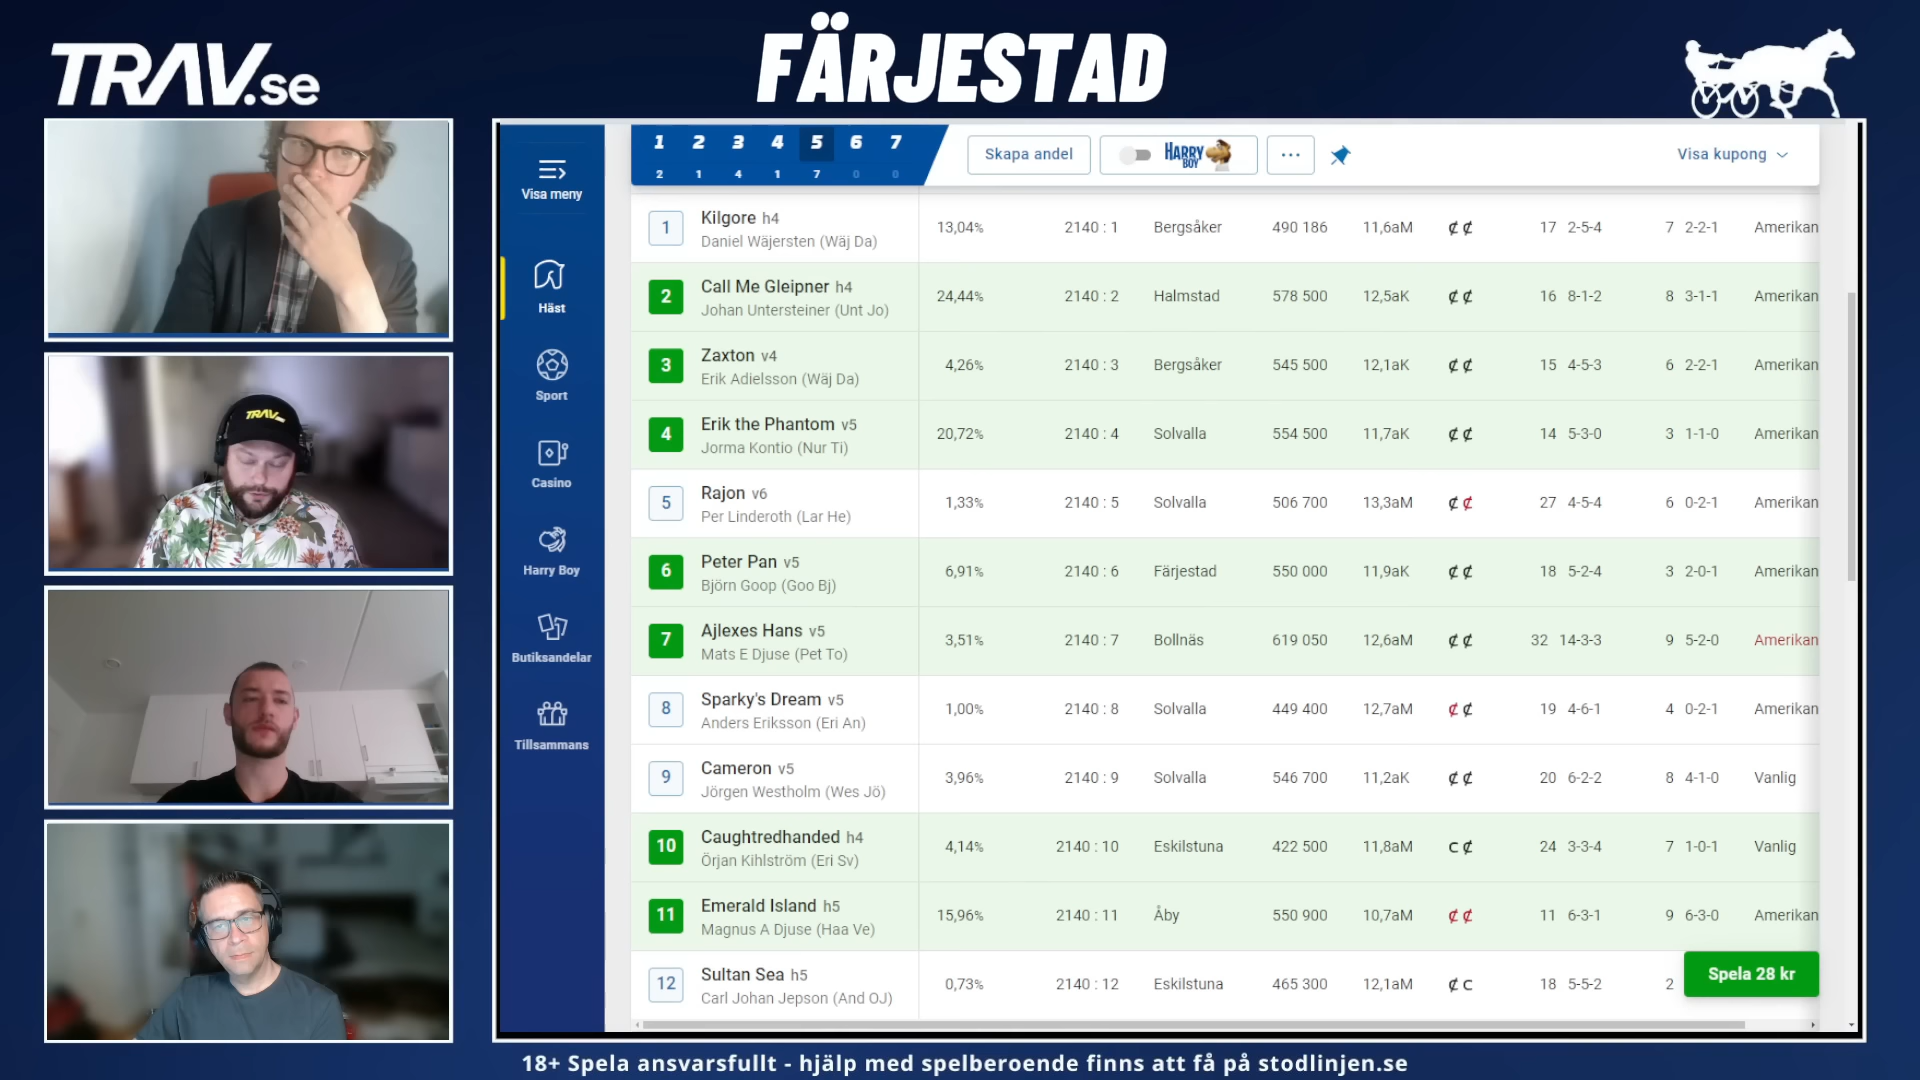 TRAV.se
FÄRJESTAD
1 2 3 4 5 6 7
2 1 4 1 7 0 0
Skapa andel
HARRY BOY
...
Visa kupong
Visa meny
Häst
Sport
Casino
Harry Boy
Butiksandelar
Tillsammans
1 Kilgore h4 13,04% 2140 : 1 Bergsåker 490 186 11,6aM ₵ ₵ 17 2-5-4 7 2-2-1 Amerikan
Daniel Wäjersten (Wäj Da)
2 Call Me Gleipner h4 24,44% 2140 : 2 Halmstad 578 500 12,5aK ₵ ₵ 16 8-1-2 8 3-1-1 Amerikan
Johan Untersteiner (Unt Jo)
3 Zaxton v4 4,26% 2140 : 3 Bergsåker 545 500 12,1aK ₵ ₵ 15 4-5-3 6 2-2-1 Amerikan
Erik Adielsson (Wäj Da)
4 Erik the Phantom v5 20,72% 2140 : 4 Solvalla 554 500 11,7aK ₵ ₵ 14 5-3-0 3 1-1-0 Amerikan
Jorma Kontio (Nur Ti)
5 Rajon v6 1,33% 2140 : 5 Solvalla 506 700 13,3aM ₵ ₵ 27 4-5-4 6 0-2-1 Amerikan
Per Linderoth (Lar He)
6 Peter Pan v5 6,91% 2140 : 6 Färjestad 550 000 11,9aK ₵ ₵ 18 5-2-4 3 2-0-1 Amerikan
Björn Goop (Goo Bj)
7 Ajlexes Hans v5 3,51% 2140 : 7 Bollnäs 619 050 12,6aM ₵ ₵ 32 14-3-3 9 5-2-0 Amerikan
Mats E Djuse (Pet To)
8 Sparky's Dream v5 1,00% 2140 : 8 Solvalla 449 400 12,7aM ₵ ₵ 19 4-6-1 4 0-2-1 Amerikan
Anders Eriksson (Eri An)
9 Cameron v5 3,96% 2140 : 9 Solvalla 546 700 11,2aK ₵ ₵ 20 6-2-2 8 4-1-0 Vanlig
Jörgen Westholm (Wes Jö)
10 Caughtredhanded h4 4,14% 2140 : 10 Eskilstuna 422 500 11,8aM C ₵ 24 3-3-4 7 1-0-1 Vanlig
Örjan Kihlström (Eri Sv)
11 Emerald Island h5 15,96% 2140 : 11 Åby 550 900 10,7aM ₵ ₵ 11 6-3-1 9 6-3-0 Amerikan
Magnus A Djuse (Haa Ve)
12 Sultan Sea h5 0,73% 2140 : 12 Eskilstuna 465 300 12,1aM ₵ C 18 5-5-2 2
Carl Johan Jepson (And OJ)
Spela 28 kr
18+ Spela ansvarsfullt - hjälp med spelberoende finns att få på stodlinjen.se